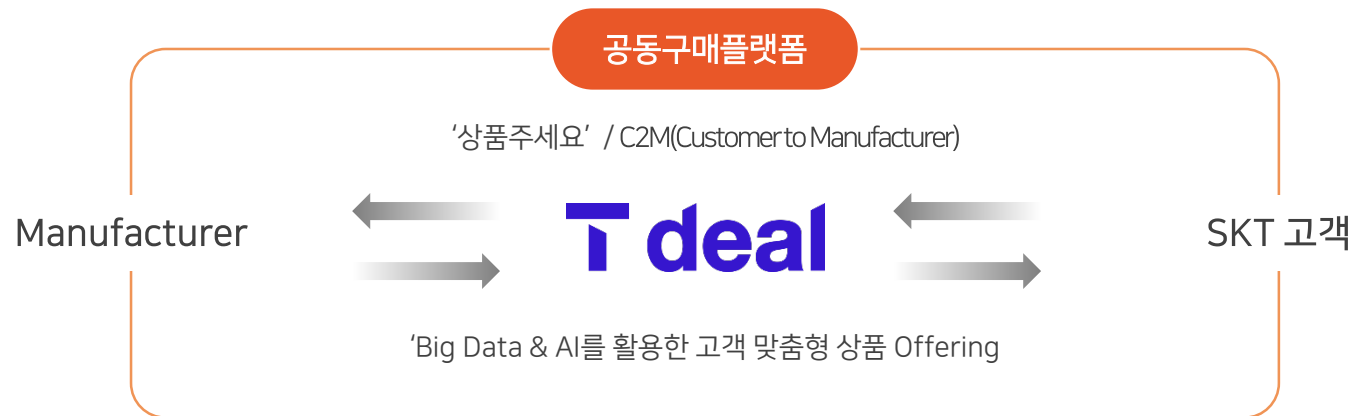 공동구매플랫폼
‘상품주세요’ / C2M(Customer to Manufacturer)
Manufacturer
T deal
SKT 고객
‘Big Data & AI를 활용한 고객 맞춤형 상품 Offering